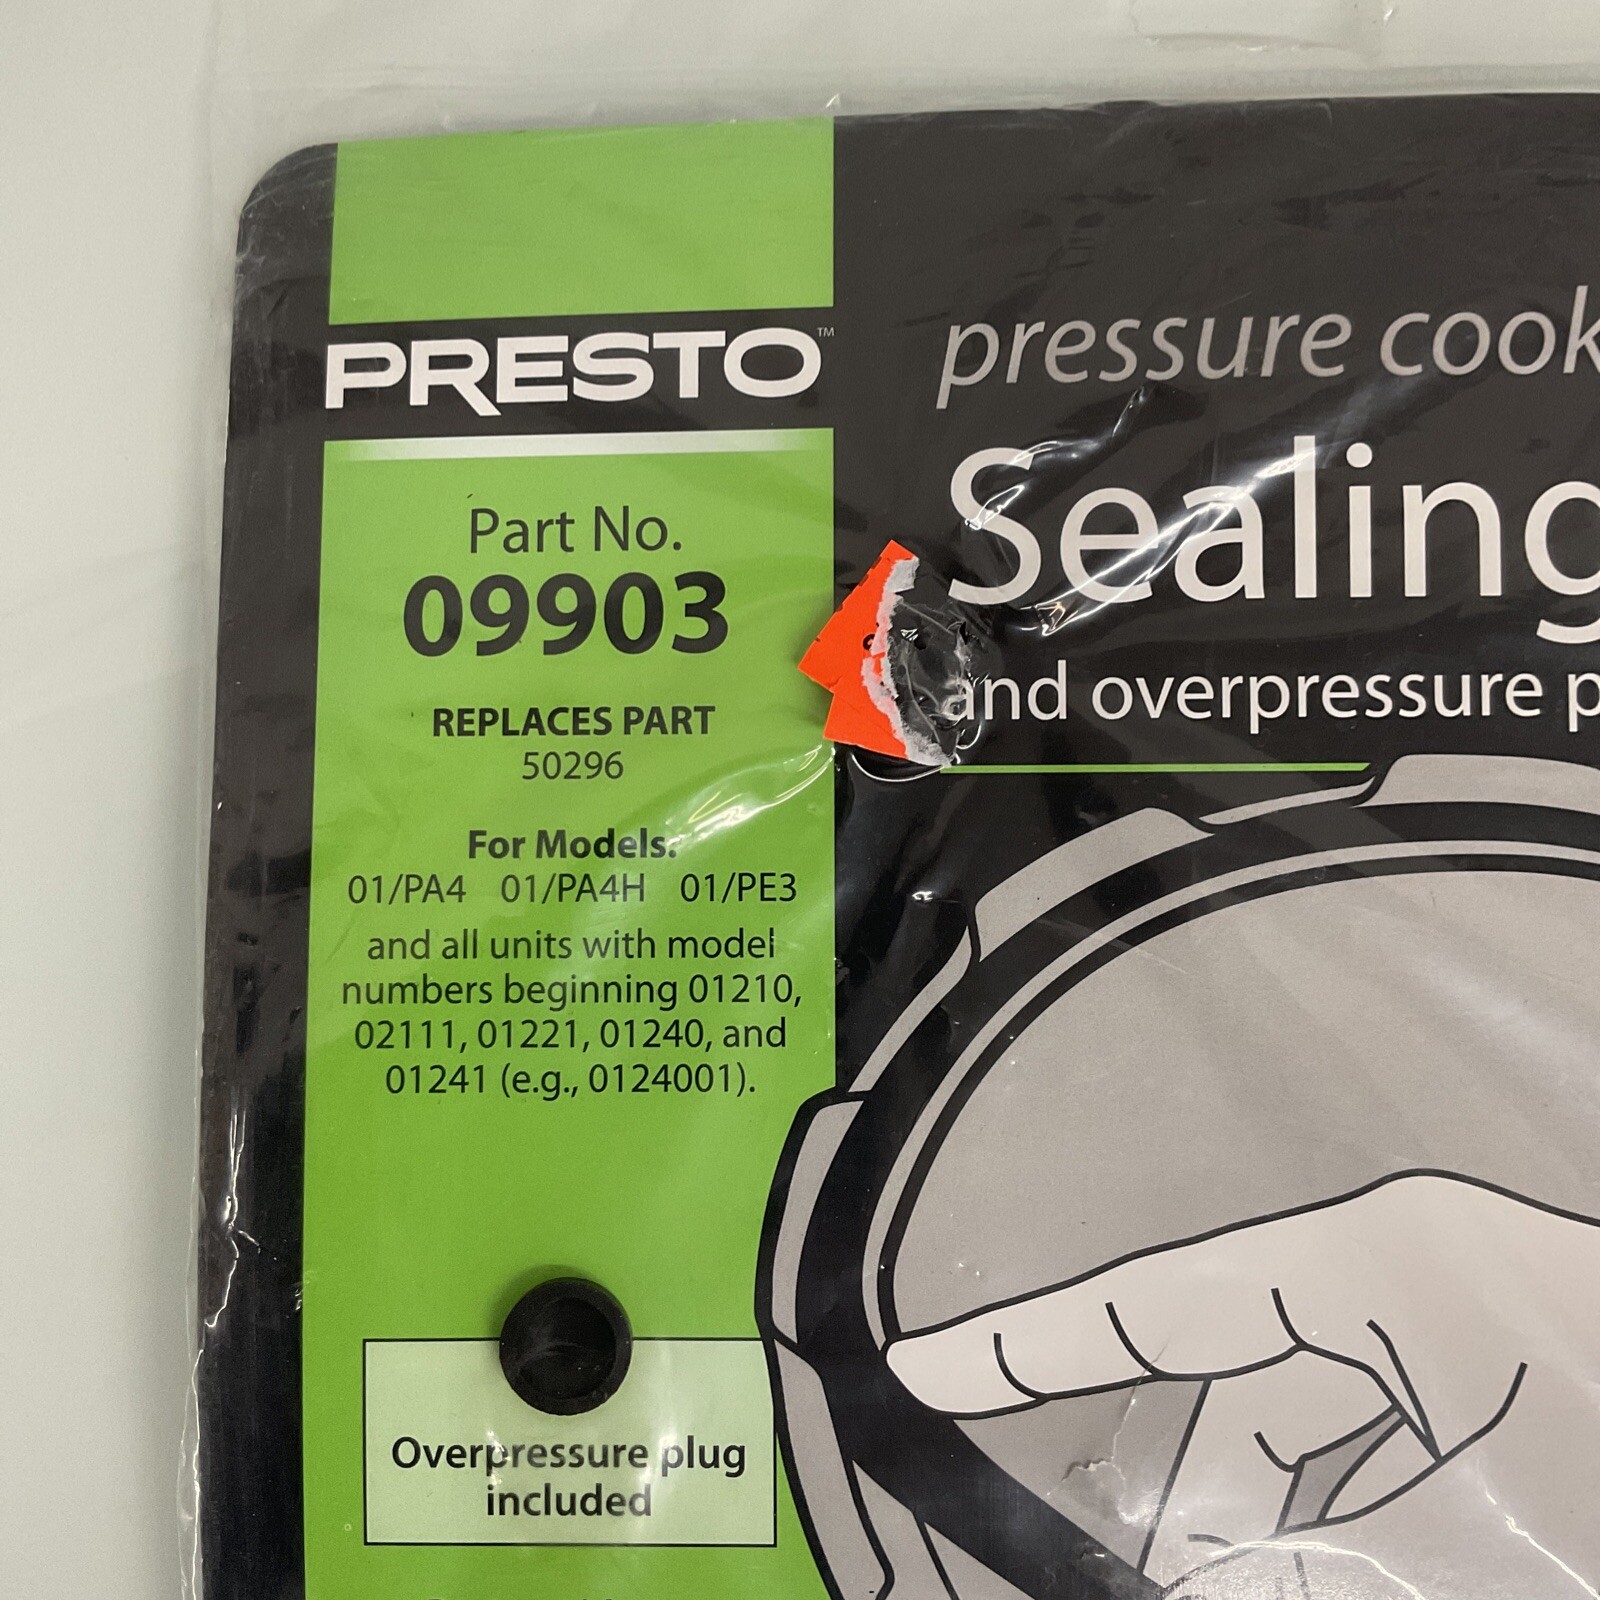 PRESTO™
Part No.
09903
REPLACES PART
50296
For Models:
01/PA4 01/PA4H 01/PE3
and all units with model
numbers beginning 01210,
02111, 01221, 01240, and
01241 (e.g., 0124001).
Overpressure plug
included
pressure cook
Sealing
and overpressure p